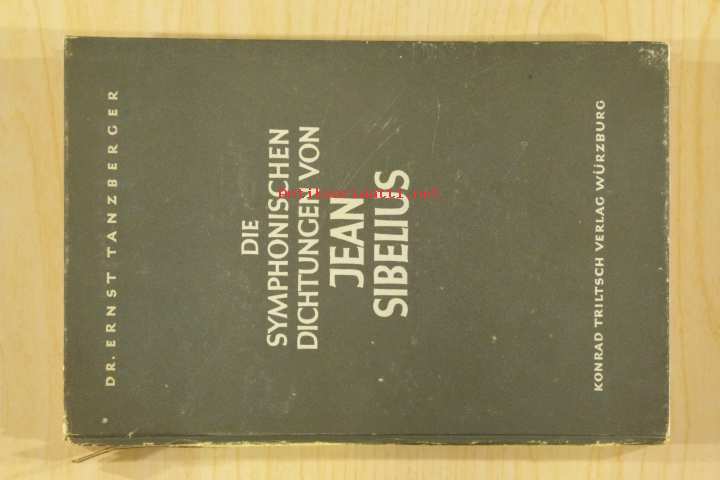 DR. ERNST TANZBERGER
DIE
SYMPHONISCHEN
DICHTUNGEN VON
JEAN
SIBELIUS
KONRAD TRILTSCH VERLAG WÜRZBURG